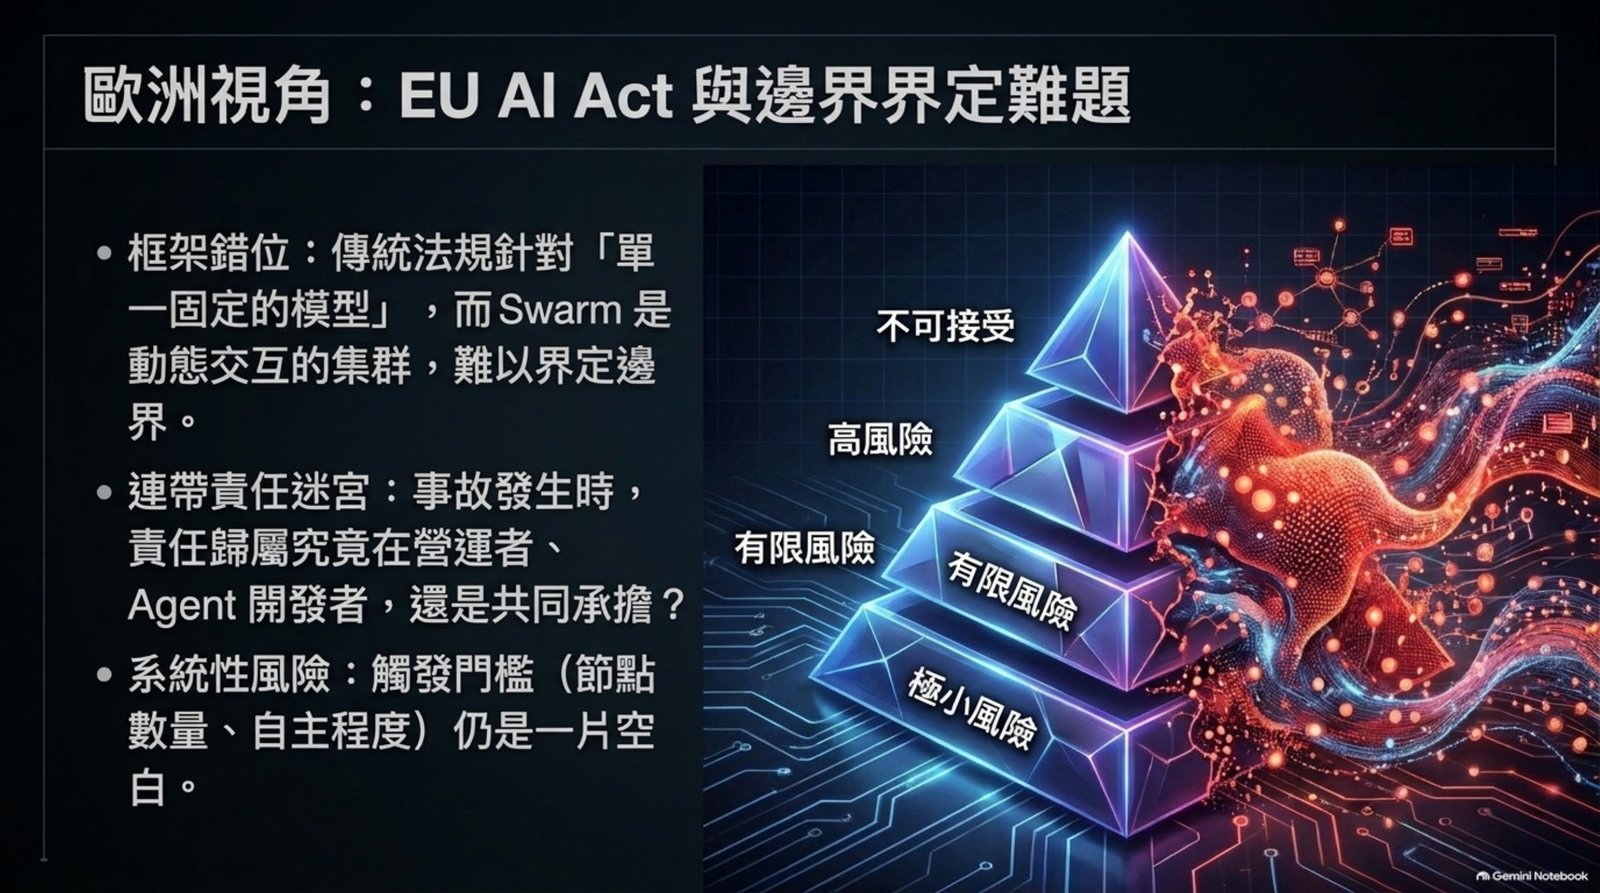 歐洲視角：EU AI Act 與邊界界定難題
• 框架錯位：傳統法規針對「單
一固定的模型」，而 Swarm 是
動態交互的集群，難以界定邊
界。
• 連帶責任迷宮：事故發生時，
責任歸屬究竟在營運者、
Agent 開發者，還是共同承擔？
• 系統性風險：觸發門檻（節點
數量、自主程度）仍是一片空
白。
不可接受
高風險
有限風險
有限風險
極小風險
Gemini Notebook